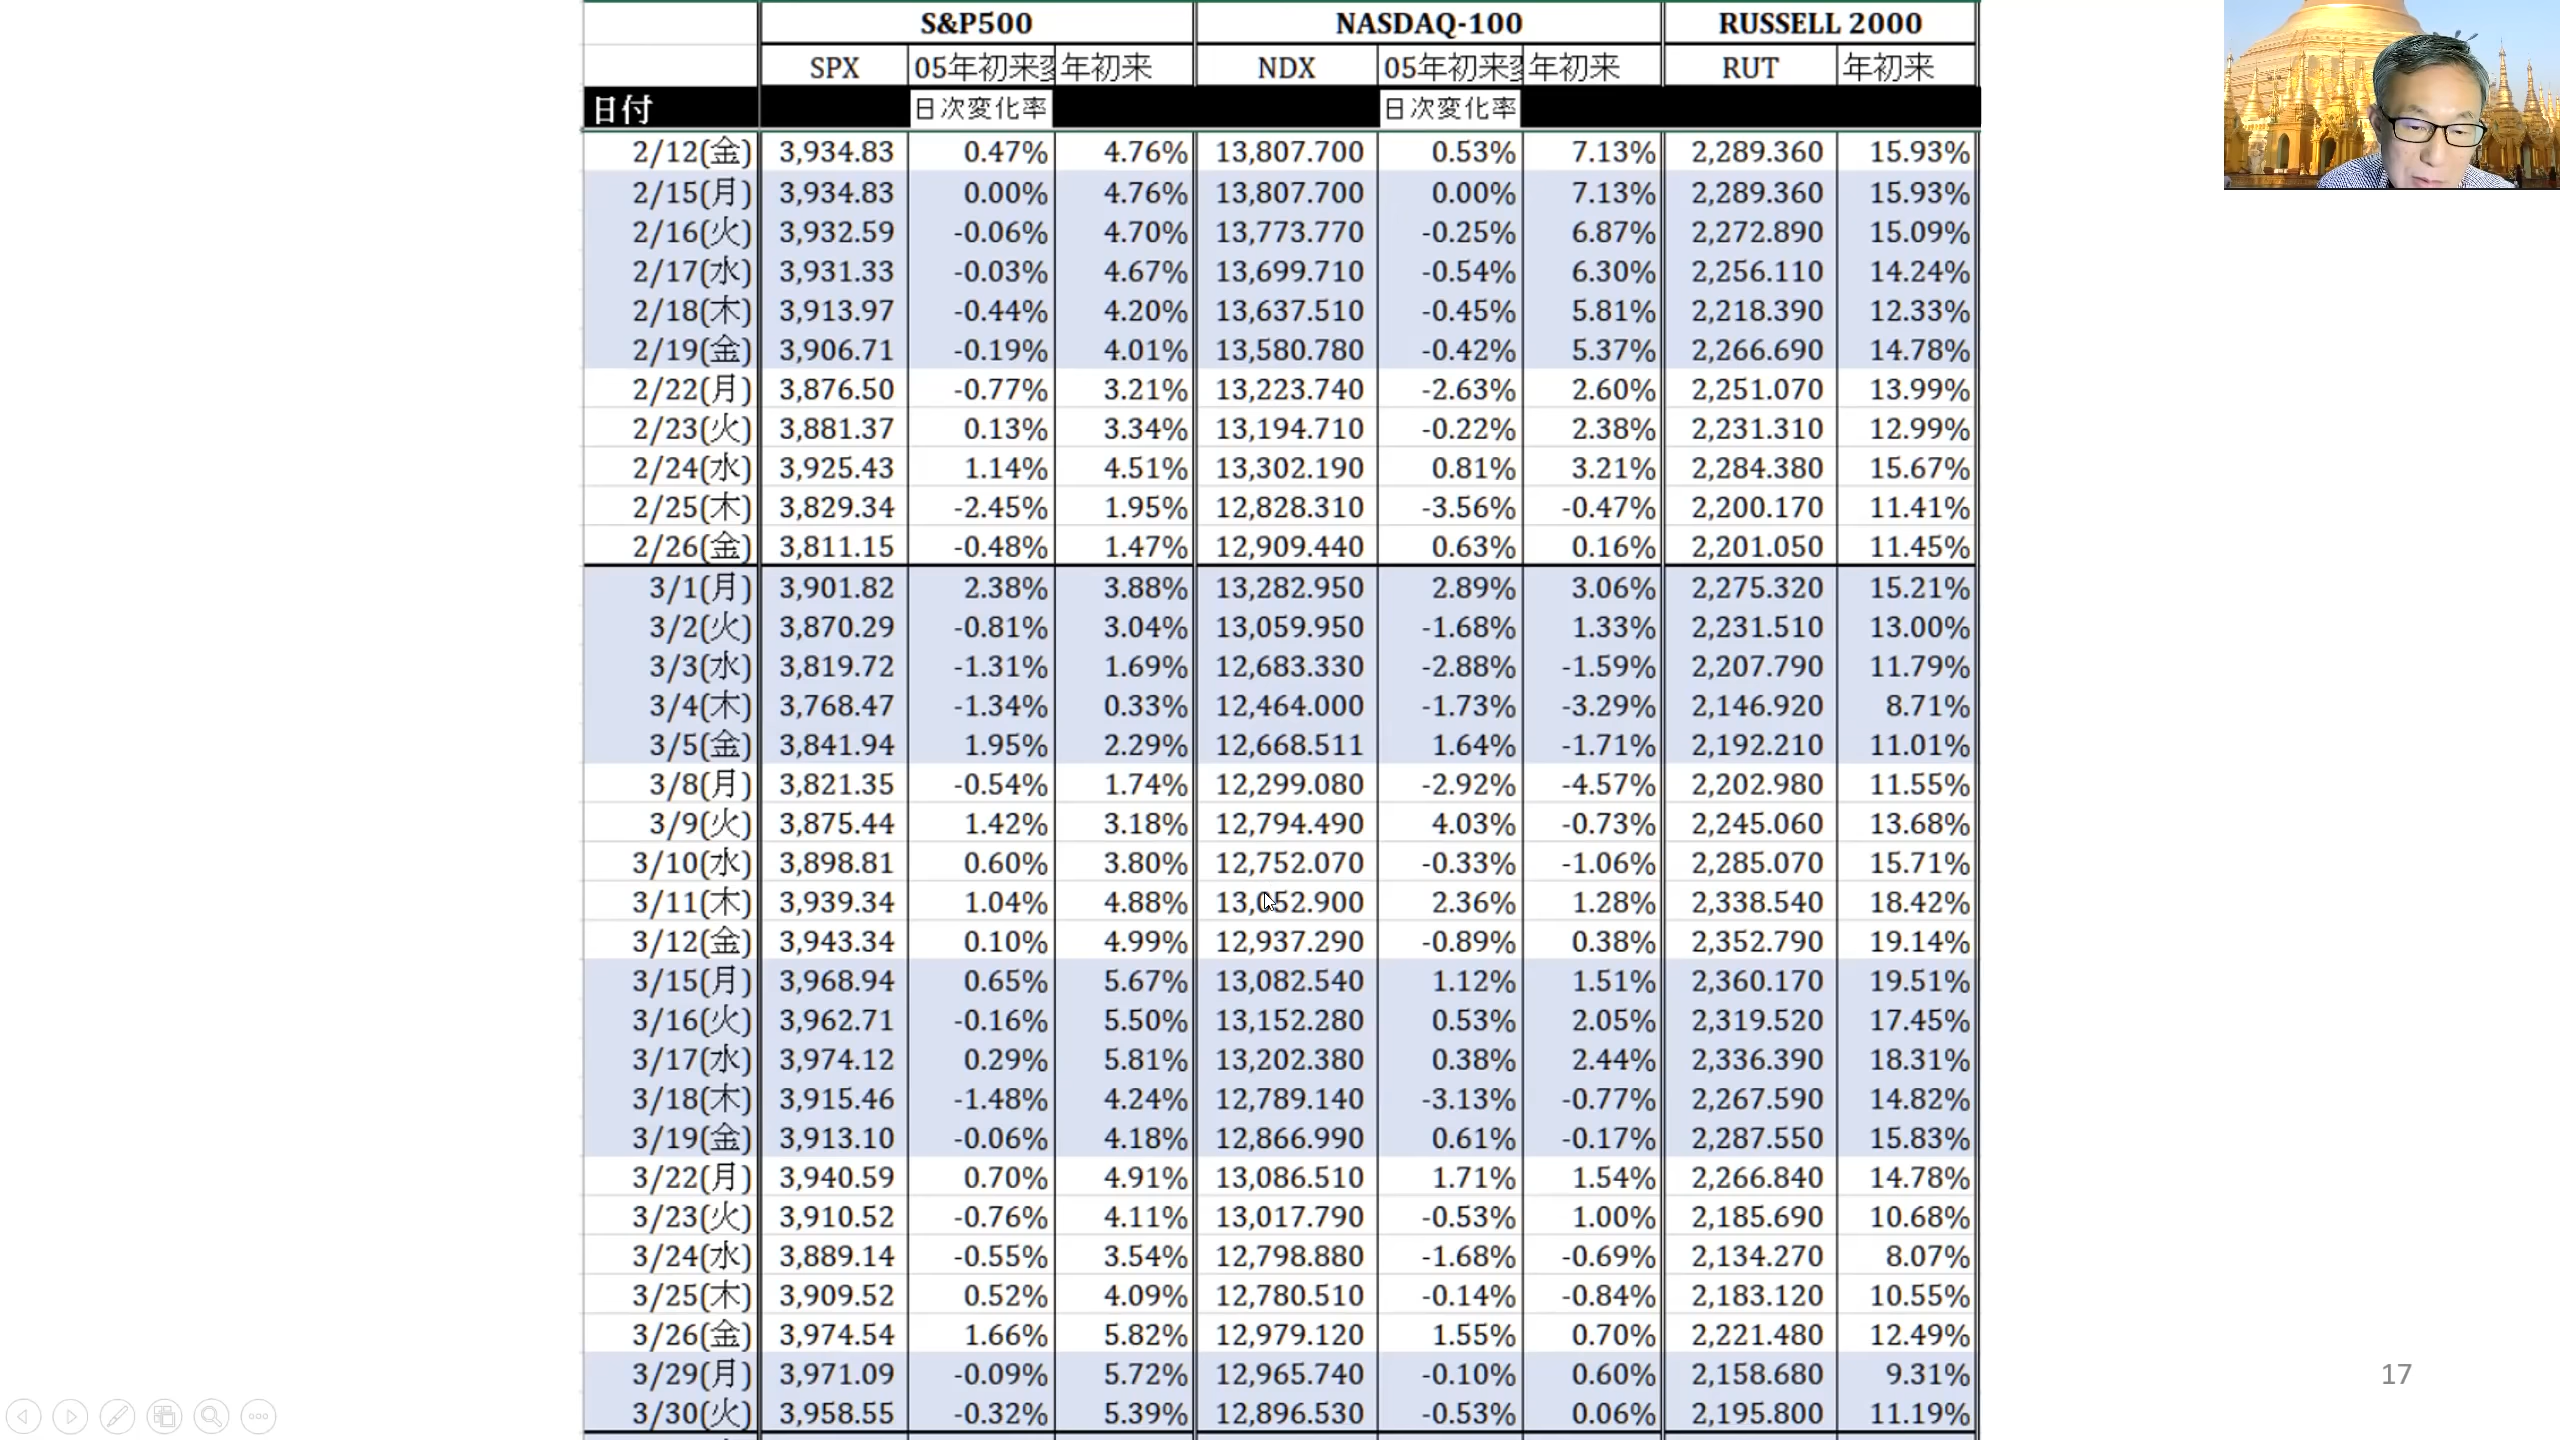 S&P500 NASDAQ-100 RUSSELL 2000
SPX 05年初来 年初来 NDX 05年初来 年初来 RUT 年初来
日付 日次変化率 日次変化率
2/12(金) 3,934.83 0.47% 4.76% 13,807.700 0.53% 7.13% 2,289.360 15.93%
2/15(月) 3,934.83 0.00% 4.76% 13,807.700 0.00% 7.13% 2,289.360 15.93%
2/16(火) 3,932.59 -0.06% 4.70% 13,773.770 -0.25% 6.87% 2,272.890 15.09%
2/17(水) 3,931.33 -0.03% 4.67% 13,699.710 -0.54% 6.30% 2,256.110 14.24%
2/18(木) 3,913.97 -0.44% 4.20% 13,637.510 -0.45% 5.81% 2,218.390 12.33%
2/19(金) 3,906.71 -0.19% 4.01% 13,580.780 -0.42% 5.37% 2,266.690 14.78%
2/22(月) 3,876.50 -0.77% 3.21% 13,223.740 -2.63% 2.60% 2,251.070 13.99%
2/23(火) 3,881.37 0.13% 3.34% 13,194.710 -0.22% 2.38% 2,231.310 12.99%
2/24(水) 3,925.43 1.14% 4.51% 13,302.190 0.81% 3.21% 2,284.380 15.67%
2/25(木) 3,829.34 -2.45% 1.95% 12,828.310 -3.56% -0.47% 2,200.170 11.41%
2/26(金) 3,811.15 -0.48% 1.47% 12,909.440 0.63% 0.16% 2,201.050 11.45%
3/1(月) 3,901.82 2.38% 3.88% 13,282.950 2.89% 3.06% 2,275.320 15.21%
3/2(火) 3,870.29 -0.81% 3.04% 13,059.950 -1.68% 1.33% 2,231.510 13.00%
3/3(水) 3,819.72 -1.31% 1.69% 12,683.330 -2.88% -1.59% 2,207.790 11.79%
3/4(木) 3,768.47 -1.34% 0.33% 12,464.000 -1.73% -3.29% 2,146.920 8.71%
3/5(金) 3,841.94 1.95% 2.29% 12,668.511 1.64% -1.71% 2,192.210 11.01%
3/8(月) 3,821.35 -0.54% 1.74% 12,299.080 -2.92% -4.57% 2,202.980 11.55%
3/9(火) 3,875.44 1.42% 3.18% 12,794.490 4.03% -0.73% 2,245.060 13.68%
3/10(水) 3,898.81 0.60% 3.80% 12,752.070 -0.33% -1.06% 2,285.070 15.71%
3/11(木) 3,939.34 1.04% 4.88% 13,052.900 2.36% 1.28% 2,338.540 18.42%
3/12(金) 3,943.34 0.10% 4.99% 12,937.290 -0.89% 0.38% 2,352.790 19.14%
3/15(月) 3,968.94 0.65% 5.67% 13,082.540 1.12% 1.51% 2,360.170 19.51%
3/16(火) 3,962.71 -0.16% 5.50% 13,152.280 0.53% 2.05% 2,319.520 17.45%
3/17(水) 3,974.12 0.29% 5.81% 13,202.380 0.38% 2.44% 2,336.390 18.31%
3/18(木) 3,915.46 -1.48% 4.24% 12,789.140 -3.13% -0.77% 2,267.590 14.82%
3/19(金) 3,913.10 -0.06% 4.18% 12,866.990 0.61% -0.17% 2,287.550 15.83%
3/22(月) 3,940.59 0.70% 4.91% 13,086.510 1.71% 1.54% 2,266.840 14.78%
3/23(火) 3,910.52 -0.76% 4.11% 13,017.790 -0.53% 1.00% 2,185.690 10.68%
3/24(水) 3,889.14 -0.55% 3.54% 12,798.880 -1.68% -0.69% 2,134.270 8.07%
3/25(木) 3,909.52 0.52% 4.09% 12,780.510 -0.14% -0.84% 2,183.120 10.55%
3/26(金) 3,974.54 1.66% 5.82% 12,979.120 1.55% 0.70% 2,221.480 12.49%
3/29(月) 3,971.09 -0.09% 5.72% 12,965.740 -0.10% 0.60% 2,158.680 9.31%
3/30(火) 3,958.55 -0.32% 5.39% 12,896.530 -0.53% 0.06% 2,195.800 11.19%
17